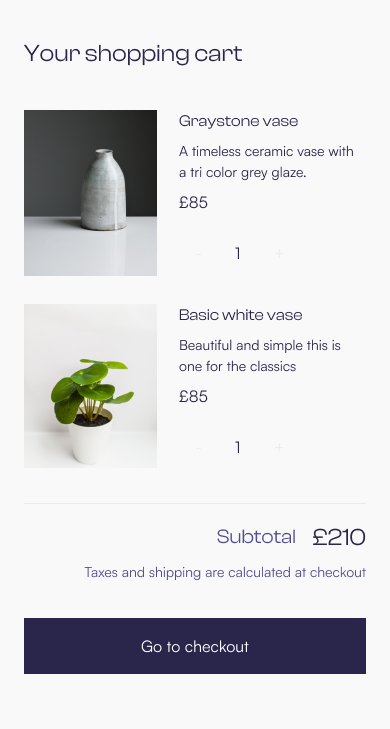 Your shopping cart
Graystone vase
A timeless ceramic vase with
a tri color grey glaze.
£85
- 1 +
Basic white vase
Beautiful and simple this is
one for the classics
£85
- 1 +
Subtotal £210
Taxes and shipping are calculated at checkout
Go to checkout